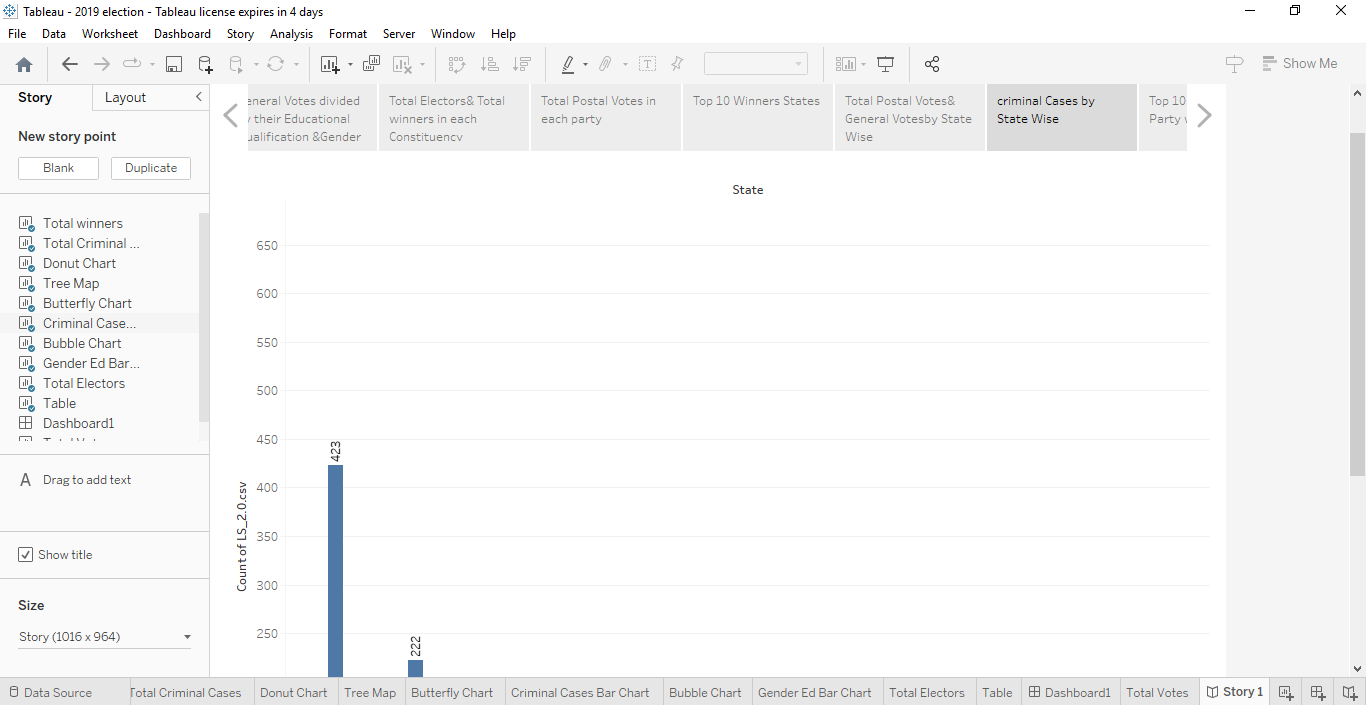 Tableau - 2019 election - Tableau license expires in 4 days
File Data Worksheet Dashboard Story Analysis Format Server Window Help
Show Me
Story Layout
New story point
Blank Duplicate
Total winners
Total Criminal ...
Donut Chart
Tree Map
Butterfly Chart
Criminal Case...
Bubble Chart
Gender Ed Bar...
Total Electors
Table
Dashboard1
A Drag to add text
Show title
Size
Story (1016 x 964)
eneral Votes divided
their Educational
ualification &Gender
Total Electors& Total
winners in each
Constituency
Total Postal Votes in
each party
Top 10 Winners States
Total Postal Votes&
General Votesby State
Wise
criminal Cases by
State Wise
Top 10
Party
State
650
600
550
500
450
400
350
300
250
Count of LS_2.0.csv
423
222
Data Source Total Criminal Cases Donut Chart Tree Map Butterfly Chart Criminal Cases Bar Chart Bubble Chart Gender Ed Bar Chart Total Electors Table Dashboard1 Total Votes Story 1